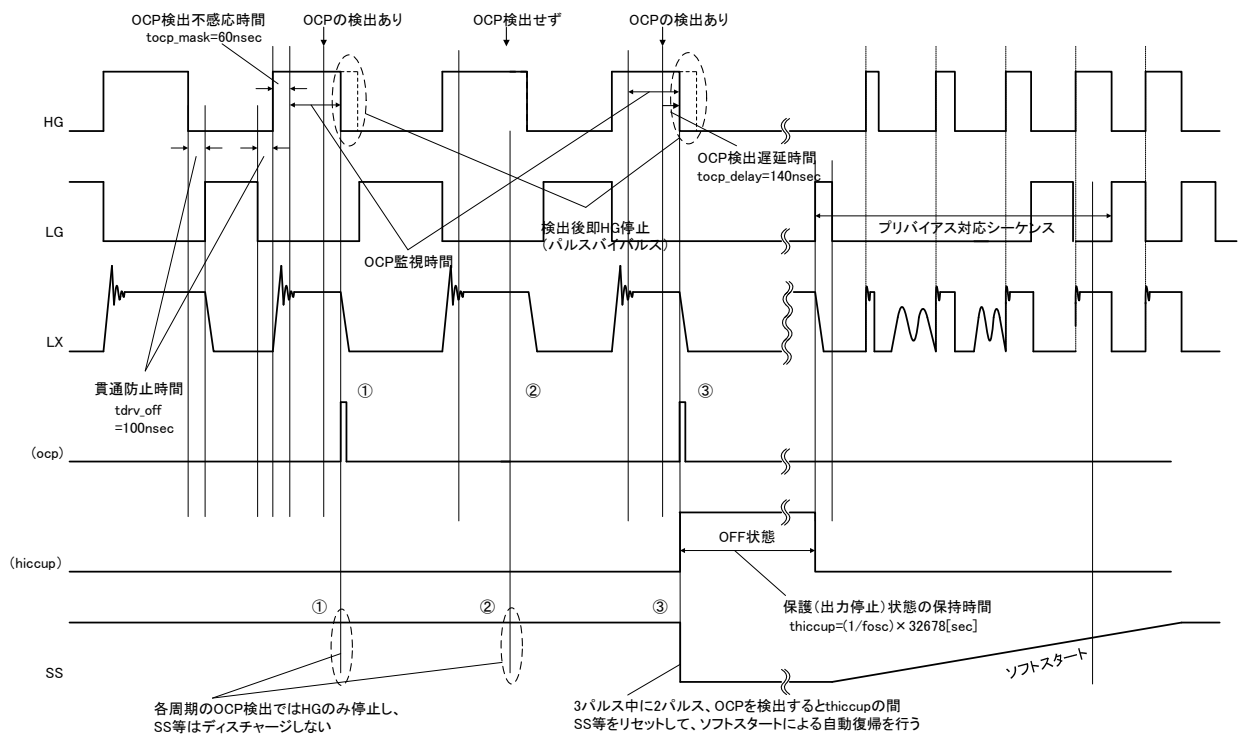 OCP検出不感応時間
tocp_mask=60nsec
OCPの検出あり
OCP検出せず
OCPの検出あり
HG
OCP検出遅延時間
tocp_delay=140nsec
検出後即HG停止
(パルスバイパルス)
プリバイアス対応シーケンス
LG
OCP監視時間
LX
貫通防止時間
tdrv_off
=100nsec
①
②
③
(ocp)
OFF状態
(hiccup)
①
②
③
保護(出力停止)状態の保持時間
thiccup=(1/fosc)×32678[sec]
SS
ソフトスタート
各周期のOCP検出ではHGのみ停止し、
SS等はディスチャージしない
3パルス中に2パルス、OCPを検出するとthiccupの間
SS等をリセットして、ソフトスタートによる自動復帰を行う